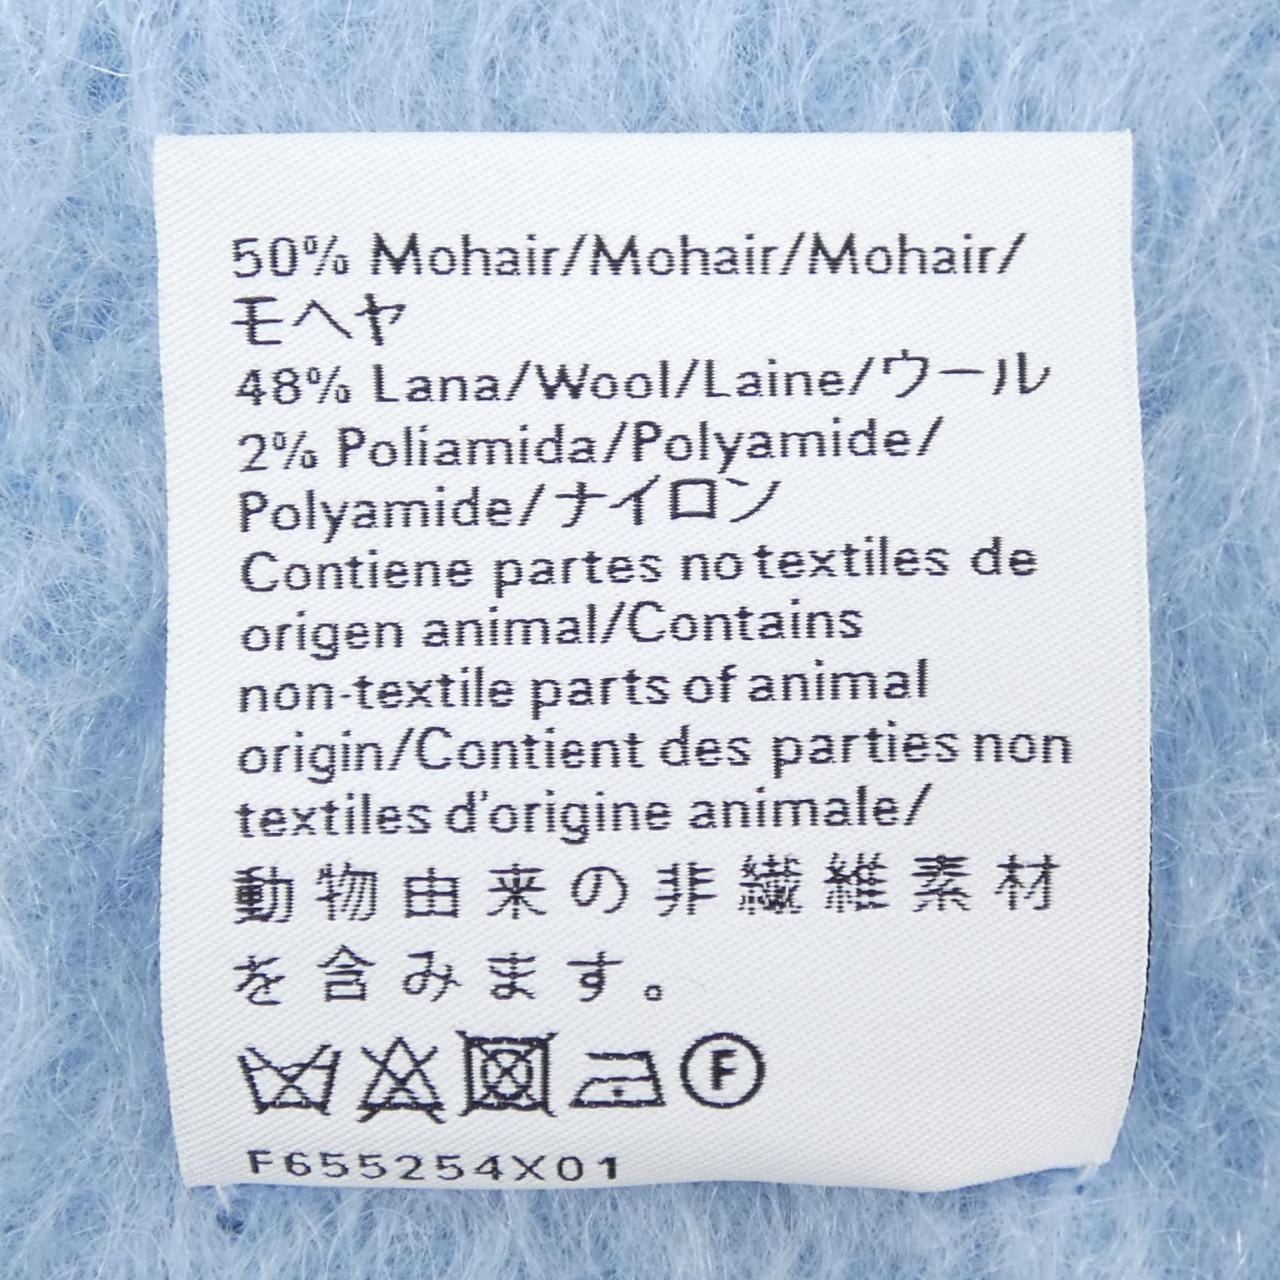 50% Mohair/Mohair/Mohair/
モヘヤ
48% Lana/Wool/Laine/ウール
2% Poliamida/Polyamide/
Polyamide/ナイロン
Contiene partes no textiles de
origen animal/Contains
non-textile parts of animal
origin/Contient des parties non
textiles d'origine animale/
動物由来の非繊維素材
を含みます。
F
F655254X01